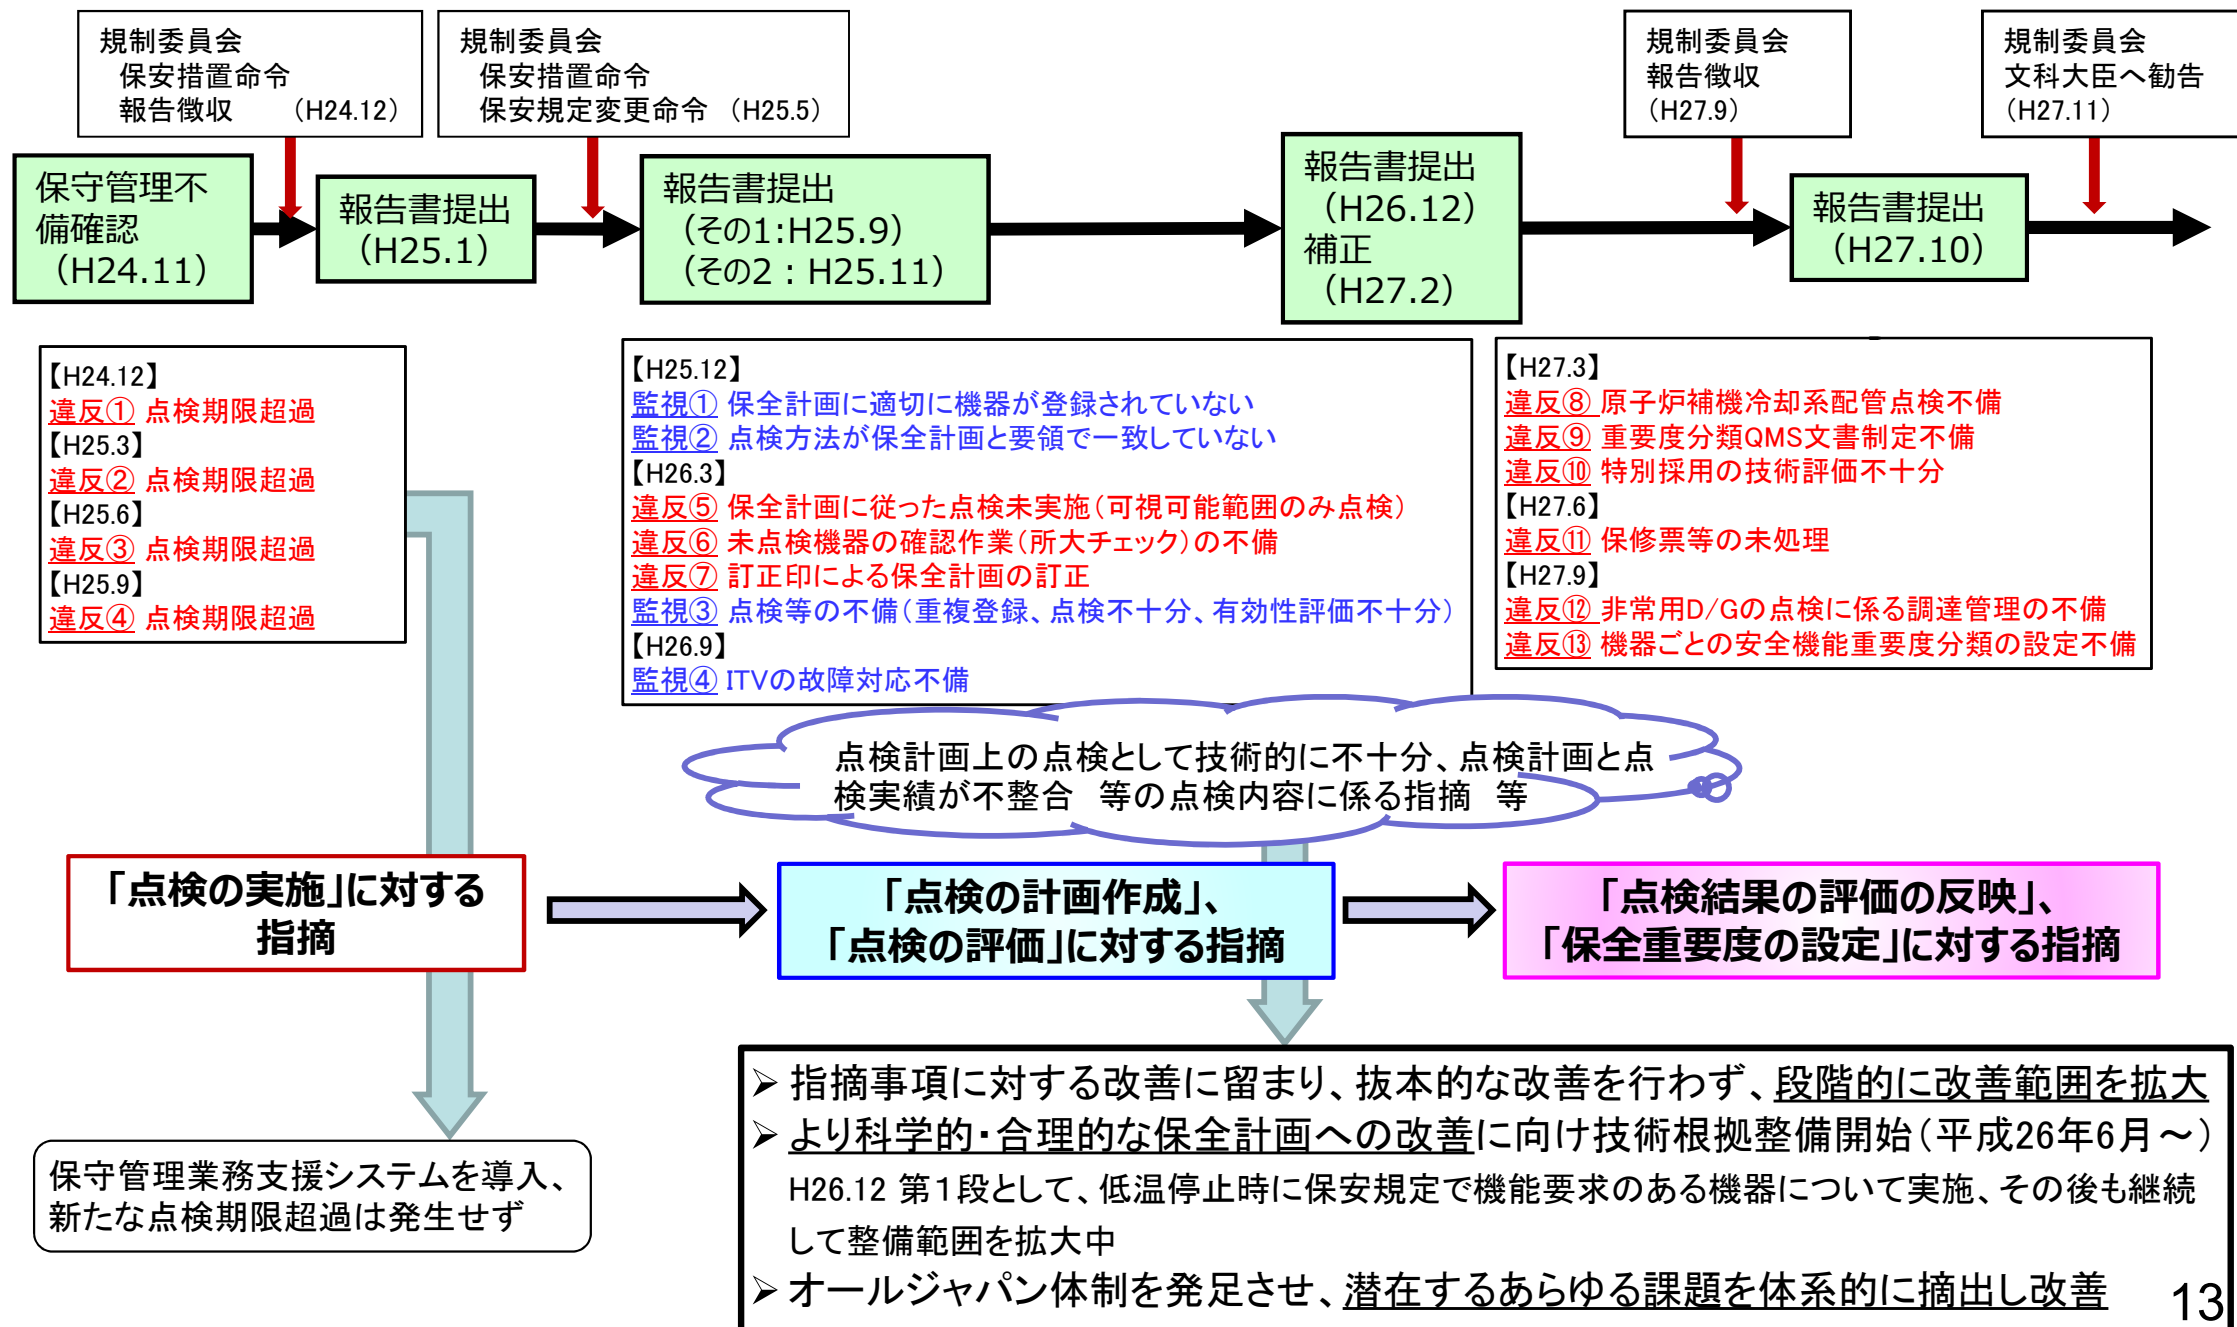 規制委員会
保安措置命令
報告徴収 (H24.12)
規制委員会
保安措置命令
保安規定変更命令 (H25.5)
規制委員会
報告徴収
(H27.9)
規制委員会
文科大臣へ勧告
(H27.11)
保守管理不
備確認
(H24.11)
報告書提出
(H25.1)
報告書提出
(その1:H25.9)
(その2：H25.11)
報告書提出
(H26.12)
補正
(H27.2)
報告書提出
(H27.10)
【H24.12】
違反① 点検期限超過
【H25.3】
違反② 点検期限超過
【H25.6】
違反③ 点検期限超過
【H25.9】
違反④ 点検期限超過
【H25.12】
監視① 保全計画に適切に機器が登録されていない
監視② 点検方法が保全計画と要領で一致していない
【H26.3】
違反⑤ 保全計画に従った点検未実施(可視可能範囲のみ点検)
違反⑥ 未点検機器の確認作業(所大チェック)の不備
違反⑦ 訂正印による保全計画の訂正
監視③ 点検等の不備(重複登録、点検不十分、有効性評価不十分)
【H26.9】
監視④ ITVの故障対応不備
【H27.3】
違反⑧ 原子炉補機冷却系配管点検不備
違反⑨ 重要度分類QMS文書制定不備
違反⑩ 特別採用の技術評価不十分
【H27.6】
違反⑪ 保修票等の未処理
【H27.9】
違反⑫ 非常用D/Gの点検に係る調達管理の不備
違反⑬ 機器ごとの安全機能重要度分類の設定不備
点検計画上の点検として技術的に不十分、点検計画と点
検実績が不整合 等の点検内容に係る指摘 等
「点検の実施」に対する
指摘
「点検の計画作成」、
「点検の評価」に対する指摘
「点検結果の評価の反映」、
「保全重要度の設定」に対する指摘
保守管理業務支援システムを導入、
新たな点検期限超過は発生せず
➢ 指摘事項に対する改善に留まり、抜本的な改善を行わず、段階的に改善範囲を拡大
➢ より科学的・合理的な保全計画への改善に向け技術根拠整備開始(平成26年6月～)
H26.12 第1段として、低温停止時に保安規定で機能要求のある機器について実施、その後も継続
して整備範囲を拡大中
➢ オールジャパン体制を発足させ、潜在するあらゆる課題を体系的に摘出し改善
13